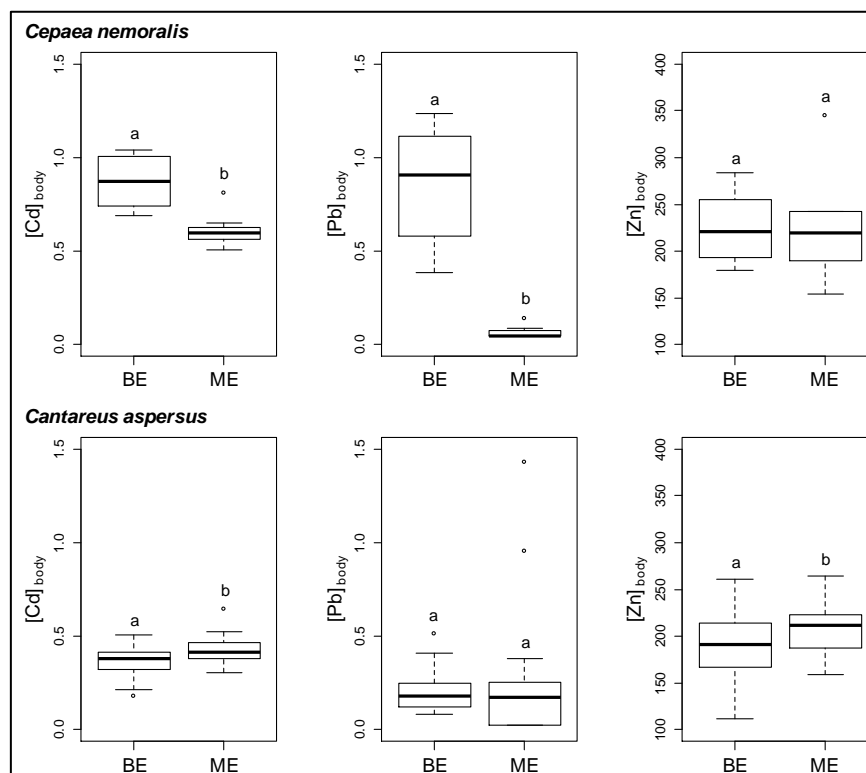 Cepaea nemoralis
[Cd] body
0.0 0.5 1.0 1.5
a
b
BE ME
[Pb] body
0.0 0.5 1.0 1.5
a
b
BE ME
[Zn] body
100 150 200 250 300 350 400
a
a
BE ME
Cantareus aspersus
[Cd] body
0.0 0.5 1.0 1.5
a
b
BE ME
[Pb] body
0.0 0.5 1.0 1.5
a
a
BE ME
[Zn] body
100 150 200 250 300 350 400
a
b
BE ME